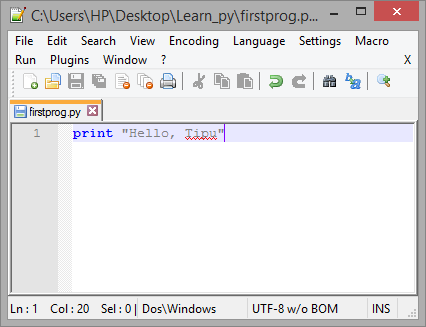 C:\Users\HP\Desktop\Learn_py\firstprog.p...
File Edit Search View Encoding Language Settings Macro
Run Plugins Window ? X
firstprog.py
1 print "Hello, Tipu"
Ln : 1 Col : 20 Sel : 0 | Dos\Windows UTF-8 w/o BOM INS